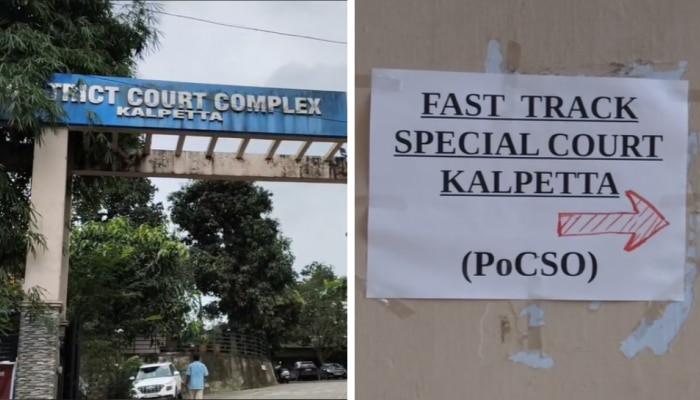 TRICT COURT COMPLEX
KALPETTA
FAST TRACK
SPECIAL COURT
KALPETTA
(PoCSO)